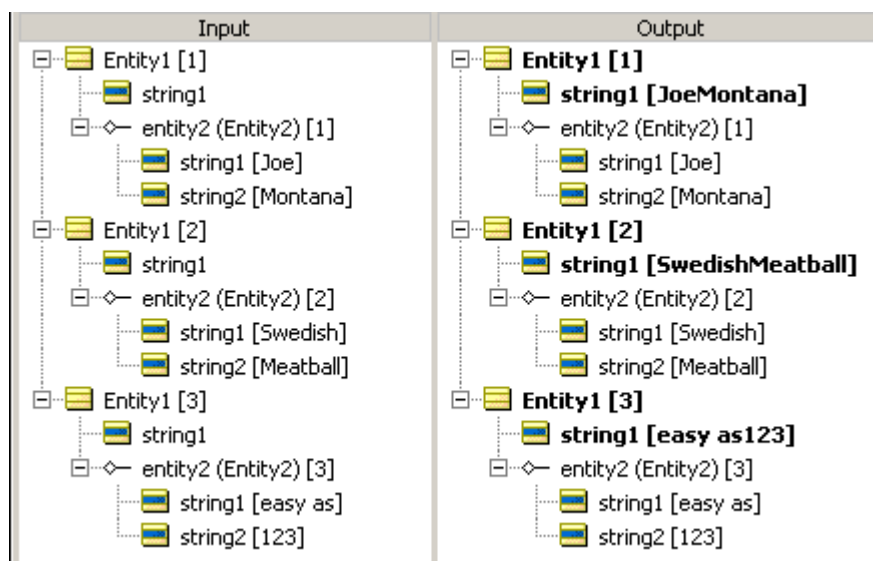 Input
Entity1 [1]
string1
entity2 (Entity2) [1]
string1 [Joe]
string2 [Montana]
Entity1 [2]
string1
entity2 (Entity2) [2]
string1 [Swedish]
string2 [Meatball]
Entity1 [3]
string1
entity2 (Entity2) [3]
string1 [easy as]
string2 [123]
Output
Entity1 [1]
string1 [JoeMontana]
entity2 (Entity2) [1]
string1 [Joe]
string2 [Montana]
Entity1 [2]
string1 [SwedishMeatball]
entity2 (Entity2) [2]
string1 [Swedish]
string2 [Meatball]
Entity1 [3]
string1 [easy as123]
entity2 (Entity2) [3]
string1 [easy as]
string2 [123]